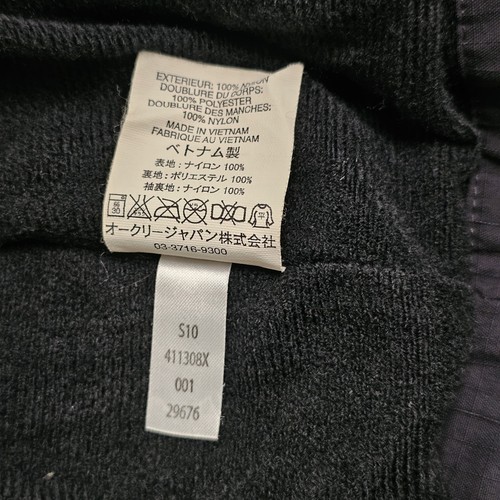 EXTERIEUR: 100% NYLON
DOUBLURE DU CORPS:
100% POLYESTER
DOUBLURE DES MANCHES:
100% NYLON
MADE IN VIETNAM
FABRIQUE AU VIETNAM
ベトナム製
表地:ナイロン 100%
裏地:ポリエステル 100%
袖裏地:ナイロン 100%
オークリージャパン株式会社
03-3716-9300
S10
411308X
001
29676